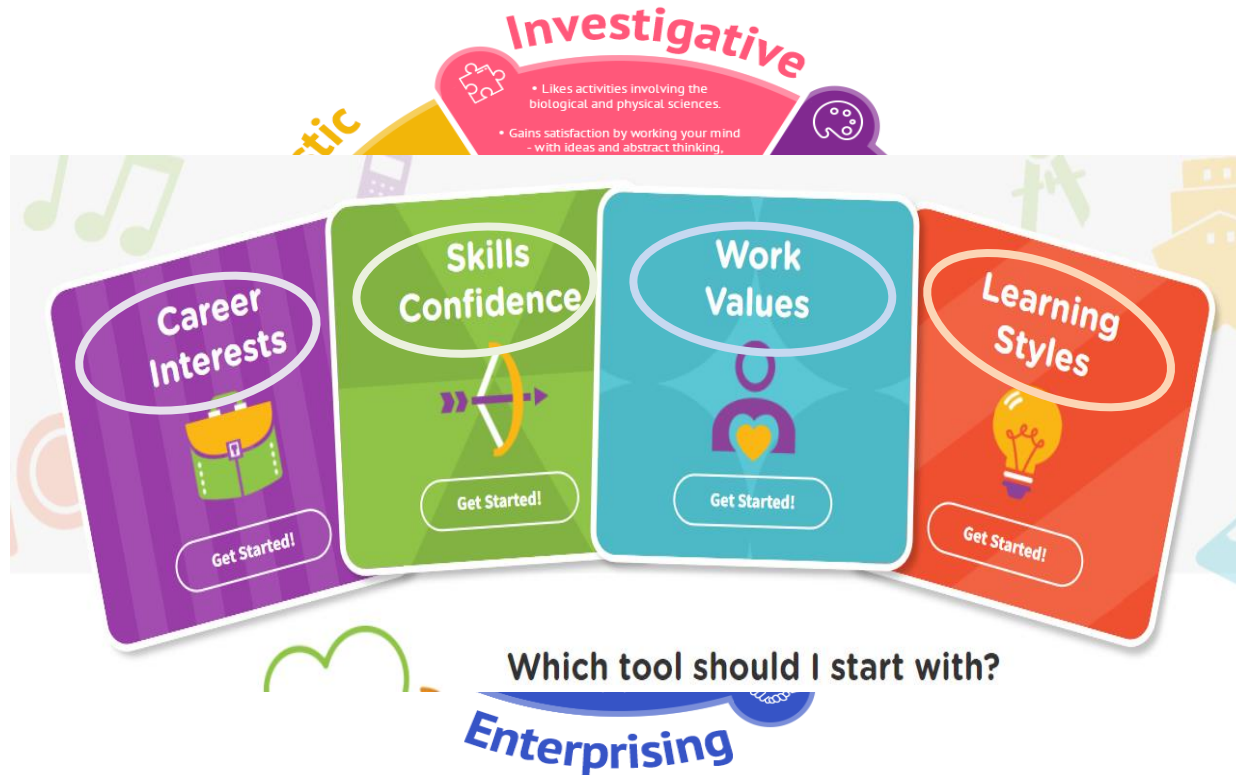 Investigative
• Likes activities involving the
biological and physical sciences.
• Gains satisfaction by working your mind
- with ideas and abstract thinking,
stic
Career
Interests
Get Started!
Skills
Confidence
Get Started!
Work
Values
Get Started!
Learning
Styles
Get Started!
Which tool should I start with?
Enterprising